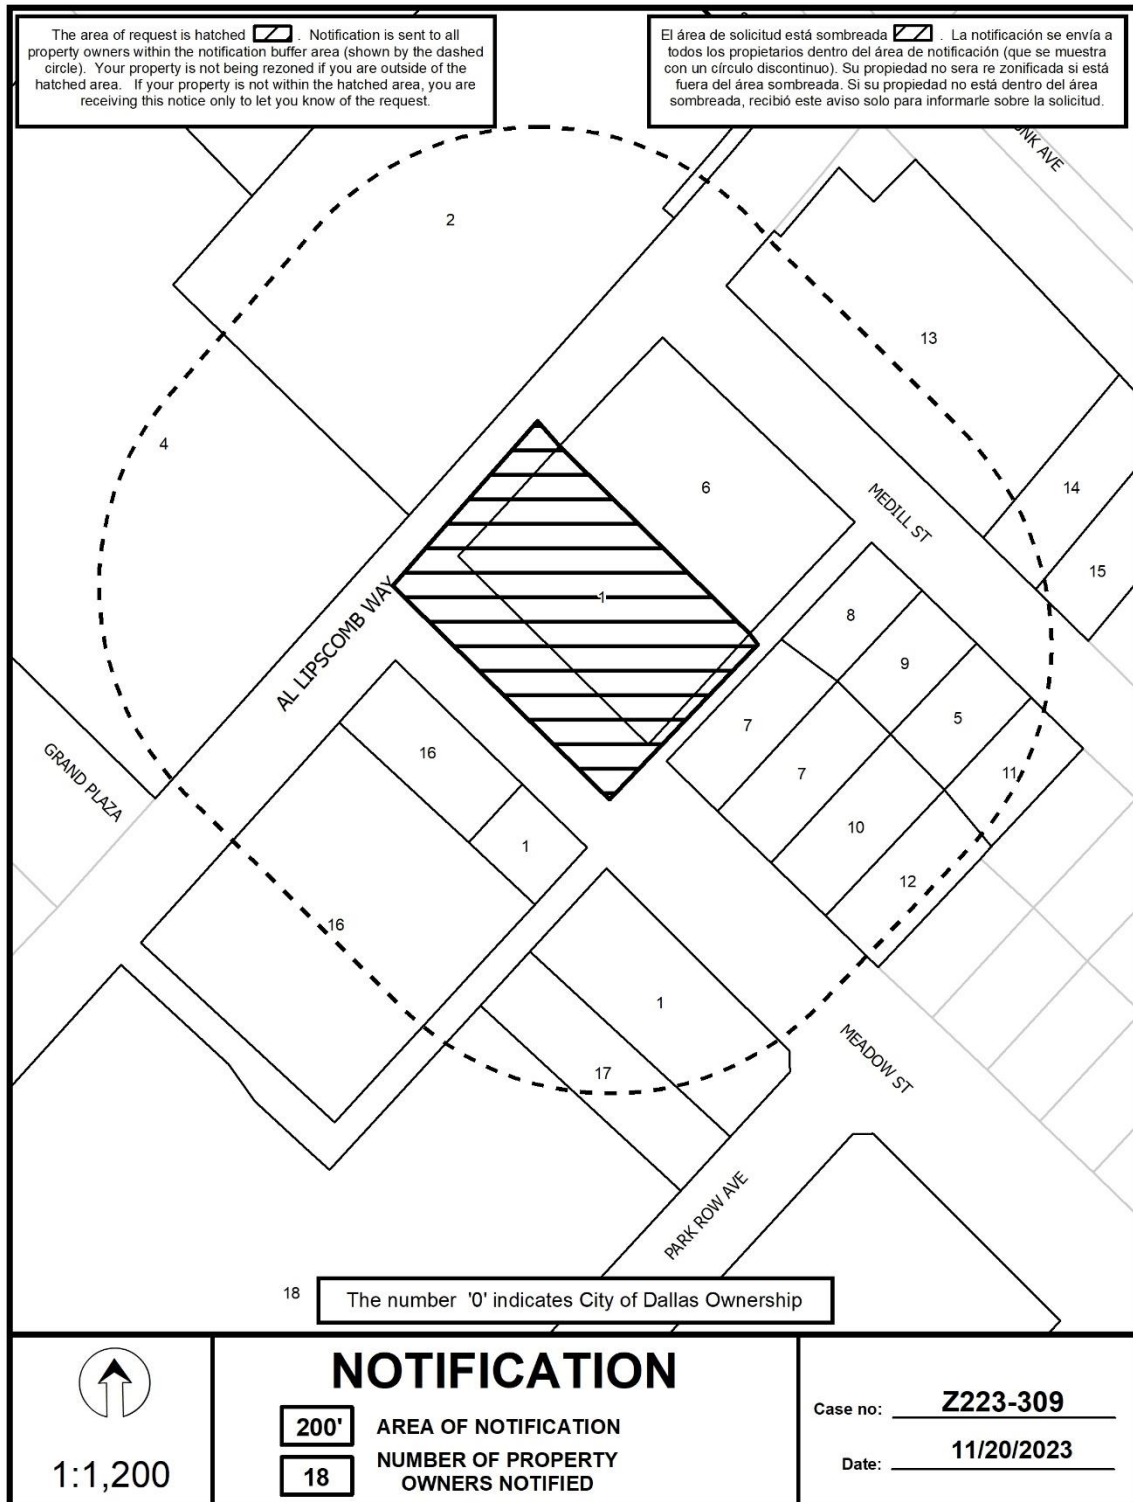 The area of request is hatched . Notification is sent to all
property owners within the notification buffer area (shown by the dashed
circle). Your property is not being rezoned if you are outside of the
hatched area. If your property is not within the hatched area, you are
receiving this notice only to let you know of the request.
El área de solicitud está sombreada . La notificación se envía a
todos los propietarios dentro del área de notificación (que se muestra
con un círculo discontinuo). Su propiedad no sera re zonificada si está
fuera del área sombreada. Si su propiedad no está dentro del área
sombreada, recibió este aviso solo para informarle sobre la solicitud.
AVE
2
13
4
6
14
MEDILL ST
15
1
8
AL LIPSCOMB WAY
9
5
7
16
7
11
GRAND PLAZA
10
1
12
16
1
MEADOW ST
17
PARK ROW AVE
18
The number '0' indicates City of Dallas Ownership
1:1,200
NOTIFICATION
200' AREA OF NOTIFICATION
18 NUMBER OF PROPERTY
OWNERS NOTIFIED
Case no: Z223-309
Date: 11/20/2023